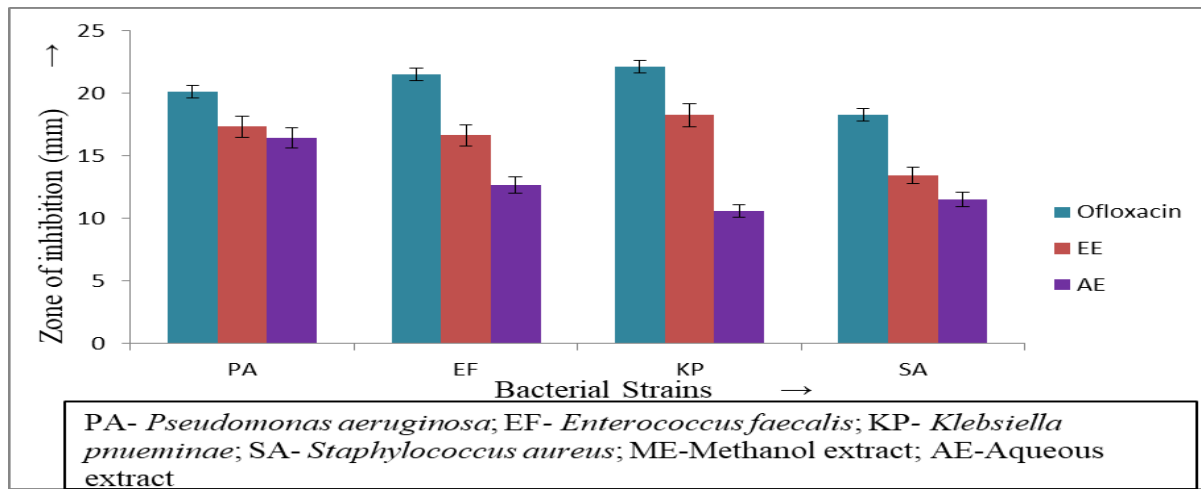 25
20
15
10
5
0
Zone of inhibition (mm) →
PA EF KP SA
Bacterial Strains →
Ofloxacin
EE
AE
PA- Pseudomonas aeruginosa; EF- Enterococcus faecalis; KP- Klebsiella
pnueminae; SA- Staphylococcus aureus; ME-Methanol extract; AE-Aqueous
extract